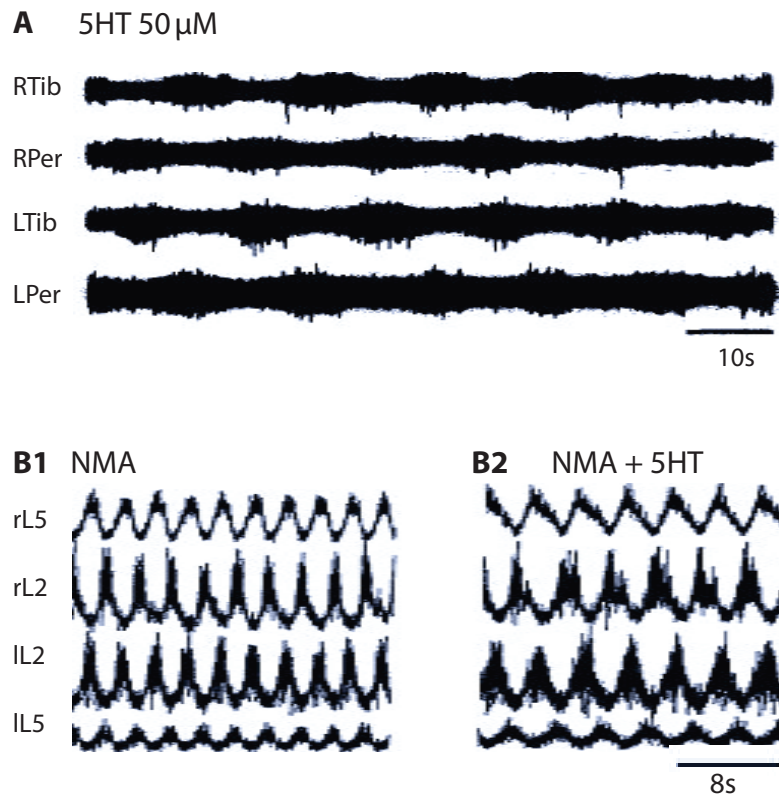 A 5HT 50 µM
RTib
RPer
LTib
LPer
10s
B1 NMA
B2 NMA + 5HT
rL5
rL2
lL2
lL5
8s